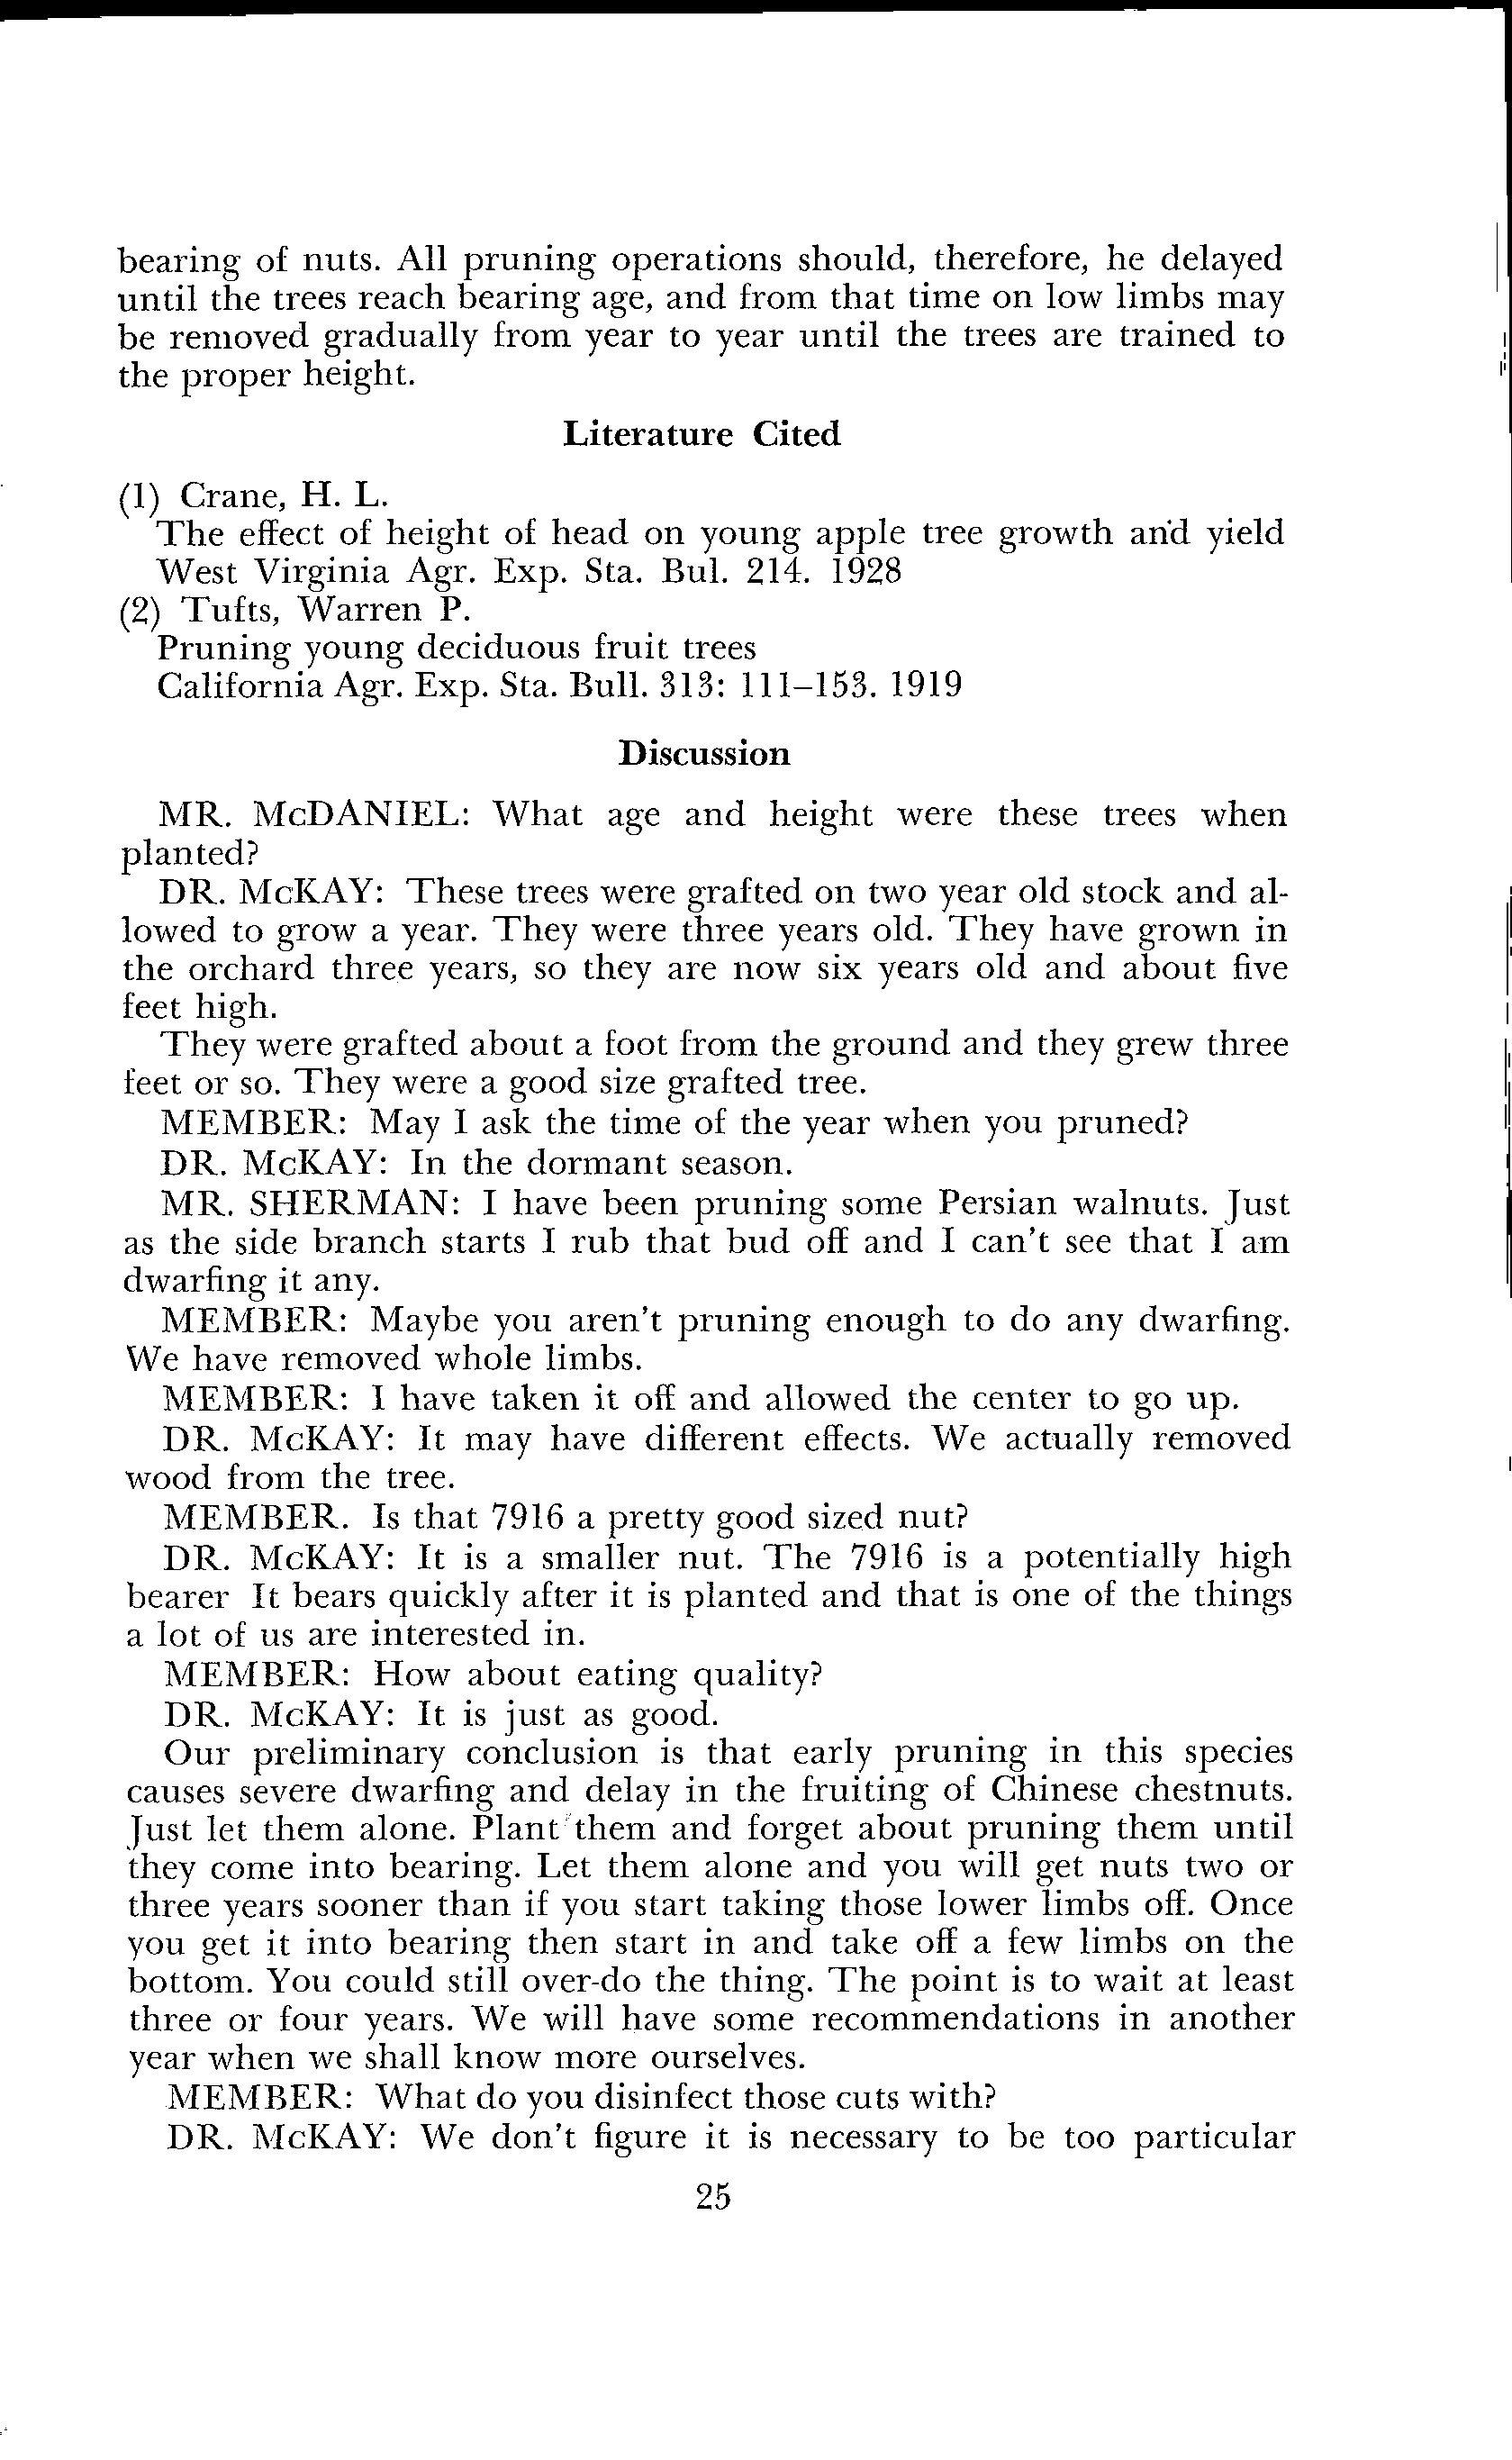 bearing of nuts. All pruning operations should, therefore, he delayed
until the trees reach bearing age, and from that time on low limbs may
be removed gradually from year to year until the trees are trained to
the proper height.
Literature Cited
(1) Crane, H. L.
The effect of height of head on young apple tree growth and yield
West Virginia Agr. Exp. Sta. Bul. 214. 1928
(2) Tufts, Warren P.
Pruning young deciduous fruit trees
California Agr. Exp. Sta. Bull. 313: 111–153. 1919
Discussion
MR. McDANIEL: What age and height were these trees when
planted?
DR. McKAY: These trees were grafted on two year old stock and al-
lowed to grow a year. They were three years old. They have grown in
the orchard three years, so they are now six years old and about five
feet high.
They were grafted about a foot from the ground and they grew three
feet or so. They were a good size grafted tree.
MEMBER: May I ask the time of the year when you pruned?
DR. McKAY: In the dormant season.
MR. SHERMAN: I have been pruning some Persian walnuts. Just
as the side branch starts I rub that bud off and I can't see that I am
dwarfing it any.
MEMBER: Maybe you aren't pruning enough to do any dwarfing.
We have removed whole limbs.
MEMBER: I have taken it off and allowed the center to go up.
DR. McKAY: It may have different effects. We actually removed
wood from the tree.
MEMBER. Is that 7916 a pretty good sized nut?
DR. McKAY: It is a smaller nut. The 7916 is a potentially high
bearer It bears quickly after it is planted and that is one of the things
a lot of us are interested in.
MEMBER: How about eating quality?
DR. McKAY: It is just as good.
Our preliminary conclusion is that early pruning in this species
causes severe dwarfing and delay in the fruiting of Chinese chestnuts.
Just let them alone. Plant them and forget about pruning them until
they come into bearing. Let them alone and you will get nuts two or
three years sooner than if you start taking those lower limbs off. Once
you get it into bearing then start in and take off a few limbs on the
bottom. You could still over-do the thing. The point is to wait at least
three or four years. We will have some recommendations in another
year when we shall know more ourselves.
MEMBER: What do you disinfect those cuts with?
DR. McKAY: We don't figure it is necessary to be too particular
25